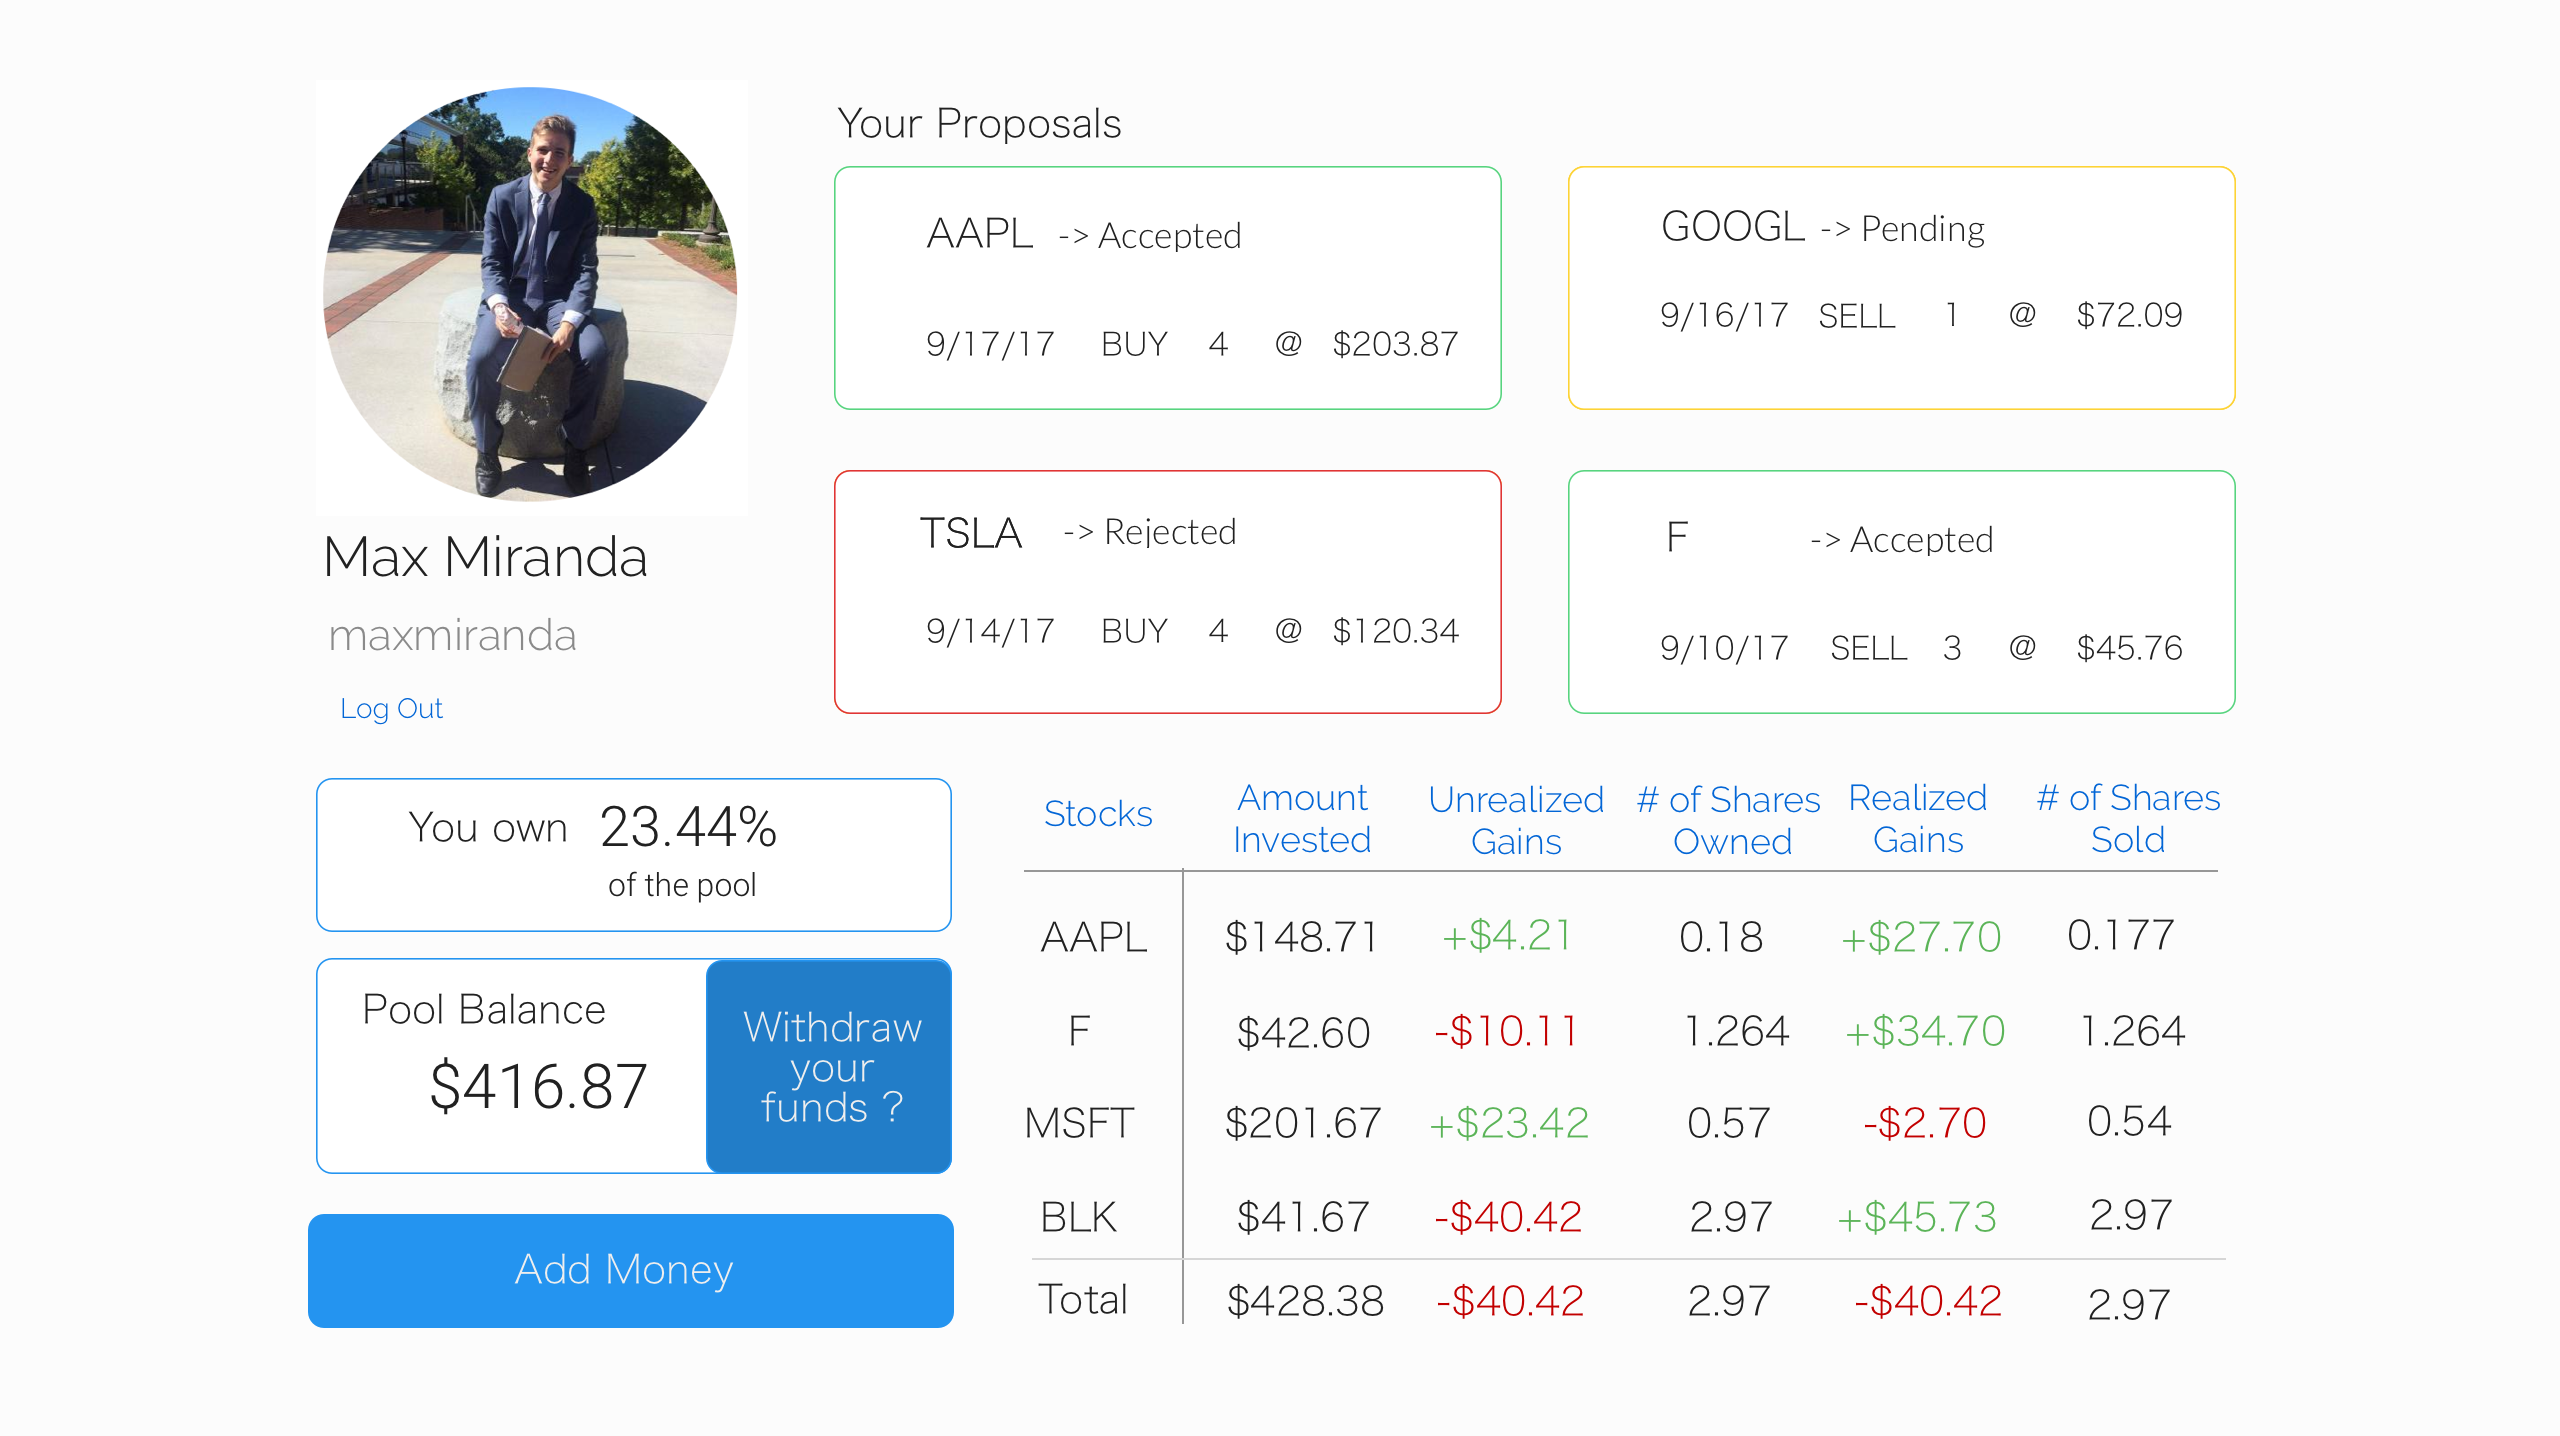 Your Proposals
AAPL -> Accepted
9/17/17 BUY 4 @ $203.87
GOOGL -> Pending
9/16/17 SELL 1 @ $72.09
TSLA -> Rejected
9/14/17 BUY 4 @ $120.34
F -> Accepted
9/10/17 SELL 3 @ $45.76
Max Miranda
maxmiranda
Log Out
You own 23.44%
of the pool
Pool Balance
$416.87
Withdraw
your
funds ?
Add Money
Stocks Amount Invested Unrealized Gains # of Shares Owned Realized Gains # of Shares Sold
AAPL $148.71 +$4.21 0.18 +$27.70 0.177
F $42.60 -$10.11 1.264 +$34.70 1.264
MSFT $201.67 +$23.42 0.57 -$2.70 0.54
BLK $41.67 -$40.42 2.97 +$45.73 2.97
Total $428.38 -$40.42 2.97 -$40.42 2.97